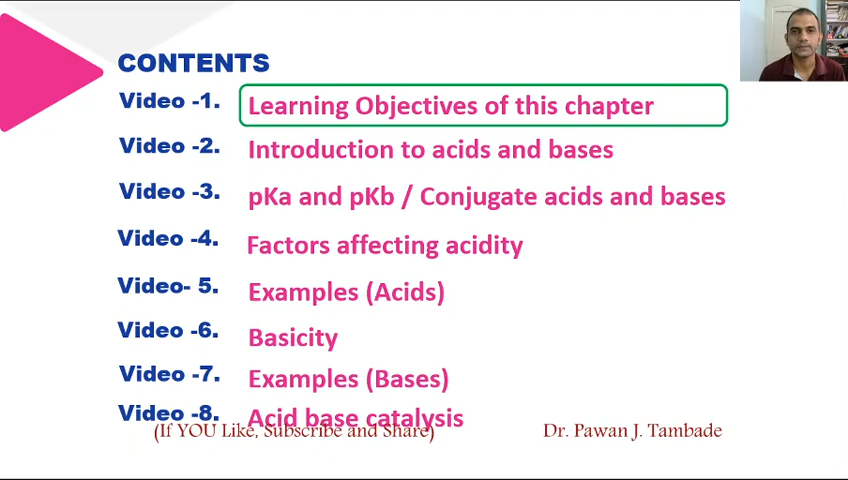 CONTENTS
Video -1. Learning Objectives of this chapter
Video -2. Introduction to acids and bases
Video -3. pKa and pKb / Conjugate acids and bases
Video -4. Factors affecting acidity
Video- 5. Examples (Acids)
Video -6. Basicity
Video -7. Examples (Bases)
Video -8. Acid base catalysis
(If YOU Like, Subscribe and Share) Dr. Pawan J. Tambade